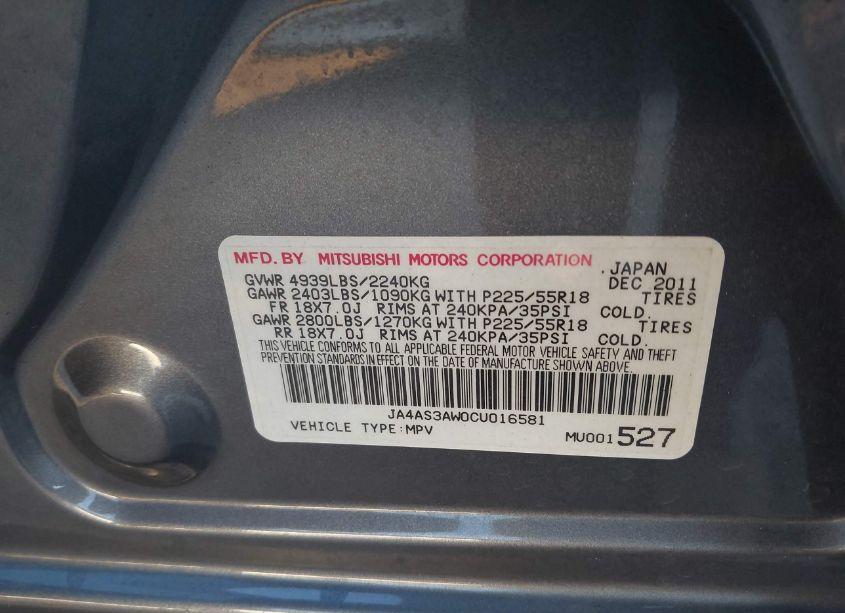 MFD. BY MITSUBISHI MOTORS CORPORATION . JAPAN
GVWR 4939LBS/2240KG DEC 2011
GAWR 2403LBS/1090KG WITH P225/55R18 TIRES
FR 18X7.0J RIMS AT 240KPA/35PSI COLD.
GAWR 2800LBS/1270KG WITH P225/55R18 TIRES
RR 18X7.0J RIMS AT 240KPA/35PSI COLD.
THIS VEHICLE CONFORMS TO ALL APPLICABLE FEDERAL MOTOR VEHICLE SAFETY AND THEFT
PREVENTION STANDARDS IN EFFECT ON THE DATE OF MANUFACTURE SHOWN ABOVE.
JA4AS3AW0CU016581
VEHICLE TYPE:MPV MU001527